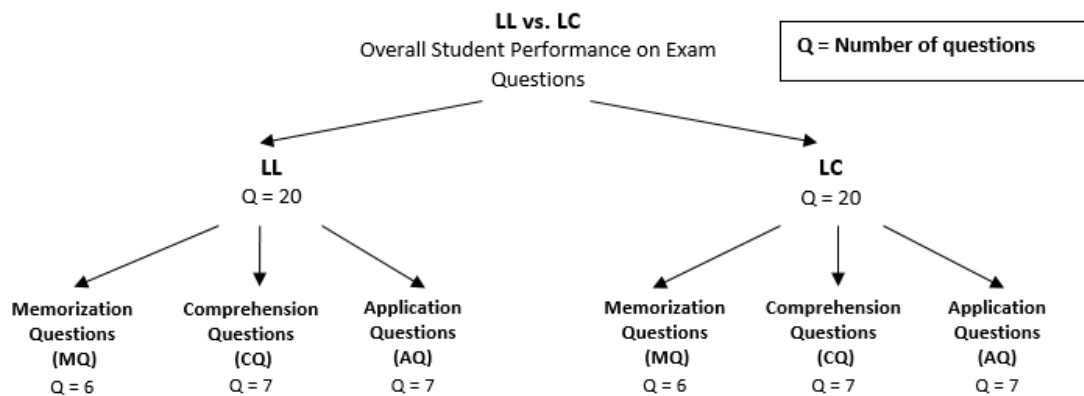 LL vs. LC
Overall Student Performance on Exam
Questions
Q = Number of questions
LL
Q = 20
LC
Q = 20
Memorization
Questions
(MQ)
Q = 6
Comprehension
Questions
(CQ)
Q = 7
Application
Questions
(AQ)
Q = 7
Memorization
Questions
(MQ)
Q = 6
Comprehension
Questions
(CQ)
Q = 7
Application
Questions
(AQ)
Q = 7